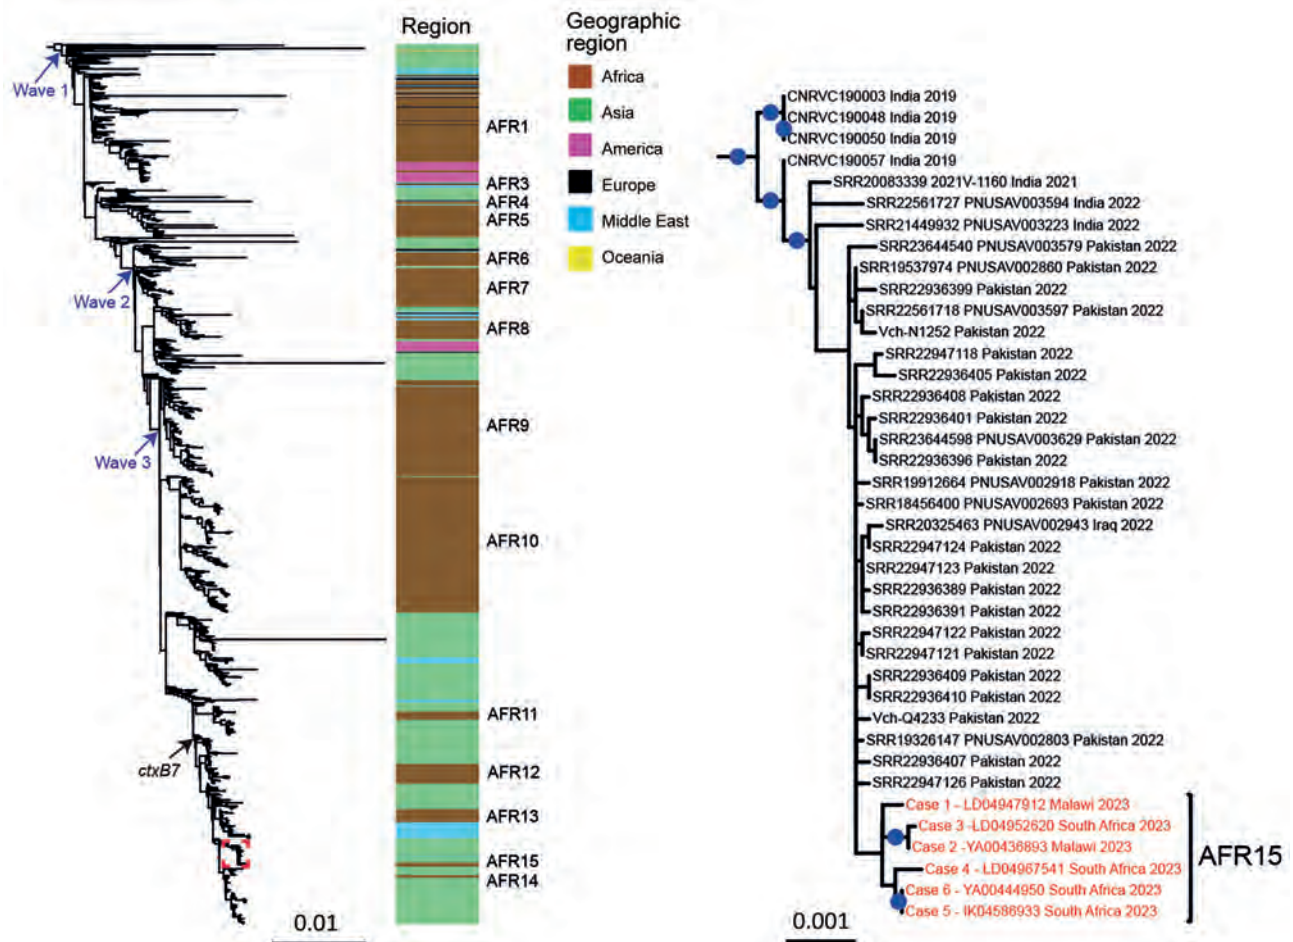 Region
Wave 1
AFR1
AFR3
AFR4
AFR5
AFR6
Wave 2
AFR7
AFR8
AFR9
Wave 3
AFR10
AFR11
ctxB7
AFR12
AFR13
AFR15
AFR14
0.01
Geographic
region
Africa
Asia
America
Europe
Middle East
Oceania
CNRVC190003 India 2019
CNRVC190048 India 2019
CNRVC190050 India 2019
CNRVC190057 India 2019
SRR20083339 2021V-1160 India 2021
SRR22561727 PNUSAV003594 India 2022
SRR21449932 PNUSAV003223 India 2022
SRR23644540 PNUSAV003579 Pakistan 2022
SRR19537974 PNUSAV002860 Pakistan 2022
SRR22936399 Pakistan 2022
SRR22561718 PNUSAV003597 Pakistan 2022
Vch-N1252 Pakistan 2022
SRR22947118 Pakistan 2022
SRR22936405 Pakistan 2022
SRR22936408 Pakistan 2022
SRR22936401 Pakistan 2022
SRR23644598 PNUSAV003629 Pakistan 2022
SRR22936396 Pakistan 2022
SRR19912664 PNUSAV002918 Pakistan 2022
SRR18456400 PNUSAV002693 Pakistan 2022
SRR20325463 PNUSAV002943 Iraq 2022
SRR22947124 Pakistan 2022
SRR22947123 Pakistan 2022
SRR22936389 Pakistan 2022
SRR22936391 Pakistan 2022
SRR22947122 Pakistan 2022
SRR22947121 Pakistan 2022
SRR22936409 Pakistan 2022
SRR22936410 Pakistan 2022
Vch-Q4233 Pakistan 2022
SRR19326147 PNUSAV002803 Pakistan 2022
SRR22936407 Pakistan 2022
SRR22947126 Pakistan 2022
Case 1 - LD04947912 Malawi 2023
Case 3 -LD04952620 South Africa 2023
Case 2 -YA00436893 Malawi 2023
Case 4 - LD04967541 South Africa 2023
Case 6 - YA00444950 South Africa 2023
Case 5 - IK04586933 South Africa 2023
AFR15
0.001